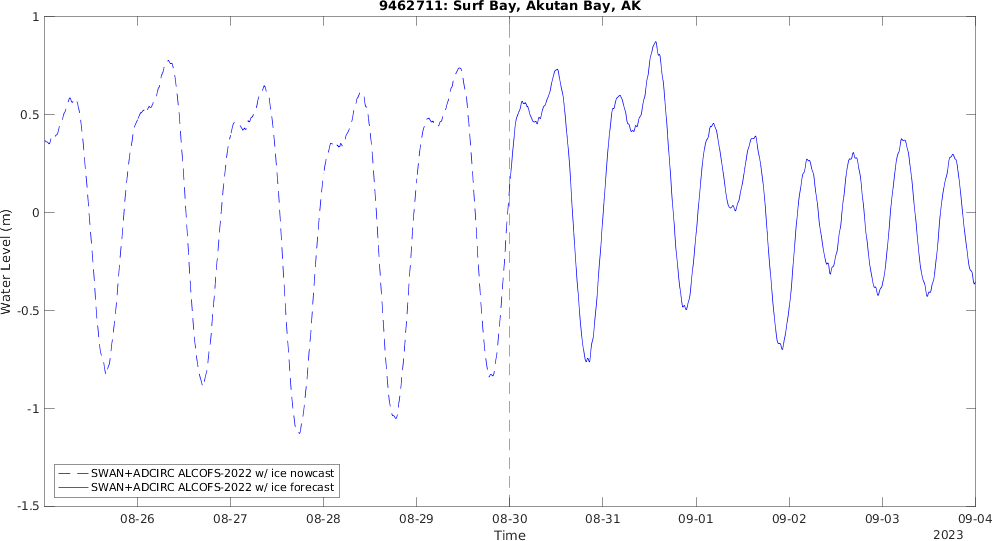 9462711: Surf Bay, Akutan Bay, AK
1
0.5
0
-0.5
-1
-1.5
Water Level (m)
SWAN+ADCIRC ALCOFS-2022 w/ ice nowcast
SWAN+ADCIRC ALCOFS-2022 w/ ice forecast
08-26 08-27 08-28 08-29 08-30 08-31 09-01 09-02 09-03 09-04
Time
2023